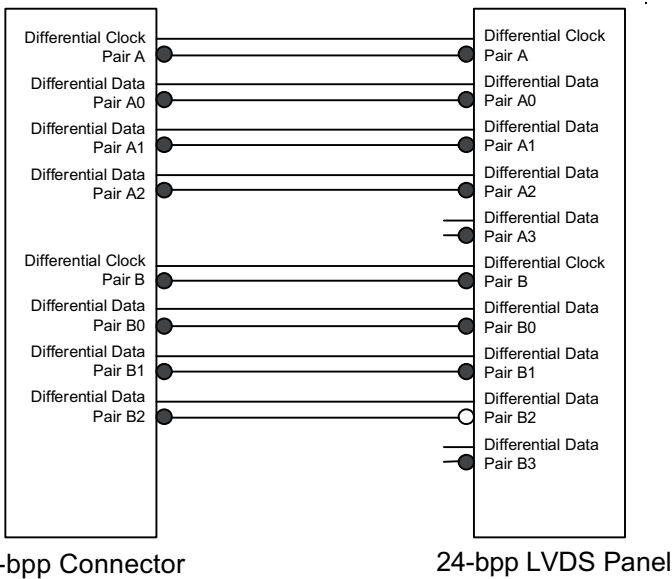 Differential Clock
Pair A
Differential Data
Pair A0
Differential Data
Pair A1
Differential Data
Pair A2
Differential Clock
Pair B
Differential Data
Pair B0
Differential Data
Pair B1
Differential Data
Pair B2
Differential Clock
Pair A
Differential Data
Pair A0
Differential Data
Pair A1
Differential Data
Pair A2
Differential Data
Pair A3
Differential Clock
Pair B
Differential Data
Pair B0
Differential Data
Pair B1
Differential Data
Pair B2
Differential Data
Pair B3
-bpp Connector
24-bpp LVDS Panel